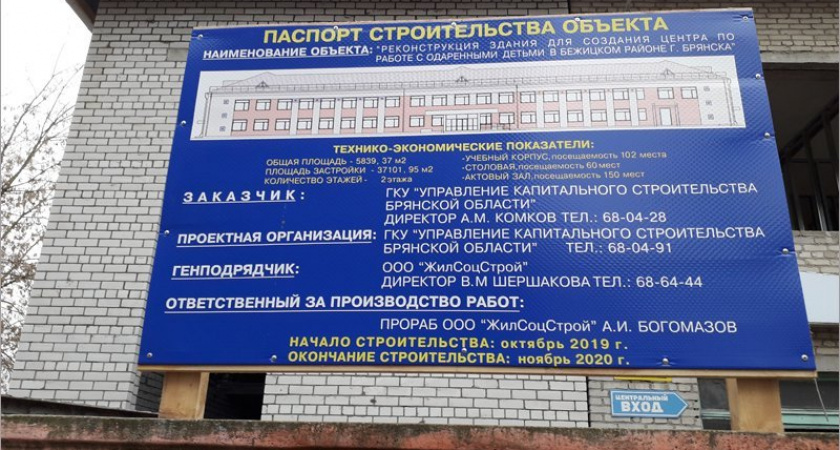 ПАСПОРТ СТРОИТЕЛЬСТВА ОБЪЕКТА
НАИМЕНОВАНИЕ ОБЪЕКТА: "РЕКОНСТРУКЦИЯ ЗДАНИЯ ДЛЯ СОЗДАНИЯ ЦЕНТРА ПО
РАБОТЕ С ОДАРЕННЫМИ ДЕТЬМИ В БЕЖИЦКОМ РАЙОНЕ Г. БРЯНСКА"
ТЕХНИКО-ЭКОНОМИЧЕСКИЕ ПОКАЗАТЕЛИ:
ОБЩАЯ ПЛОЩАДЬ - 5839, 37 м2
ПЛОЩАДЬ ЗАСТРОЙКИ - 37101, 95 м2
КОЛИЧЕСТВО ЭТАЖЕЙ - 2этажа
-УЧЕБНЫЙ КОРПУС,посещаемость 102 места
-СТОЛОВАЯ,посещаемость 60 мест
-АКТОВЫЙ ЗАЛ,посещаемость 150 мест
ЗАКАЗЧИК: ГКУ "УПРАВЛЕНИЕ КАПИТАЛЬНОГО СТРОИТЕЛЬСТВА
БРЯНСКОЙ ОБЛАСТИ"
ДИРЕКТОР А.М. КОМКОВ ТЕЛ.: 68-04-28
ПРОЕКТНАЯ ОРГАНИЗАЦИЯ: ГКУ "УПРАВЛЕНИЕ КАПИТАЛЬНОГО СТРОИТЕЛЬСТВА
БРЯНСКОЙ ОБЛАСТИ" ТЕЛ.: 68-04-91
ГЕНПОДРЯДЧИК: ООО "ЖилСоцСтрой"
ДИРЕКТОР В.М ШЕРШАКОВА ТЕЛ.: 68-64-44
ОТВЕТСТВЕННЫЙ ЗА ПРОИЗВОДСТВО РАБОТ:
ПРОРАБ ООО "ЖилСоцСтрой" А.И. БОГОМАЗОВ
НАЧАЛО СТРОИТЕЛЬСТВА: октябрь 2019 г.
ОКОНЧАНИЕ СТРОИТЕЛЬСТВА: ноябрь 2020 г.
ЦЕНТРАЛЬНЫЙ
ВХОД